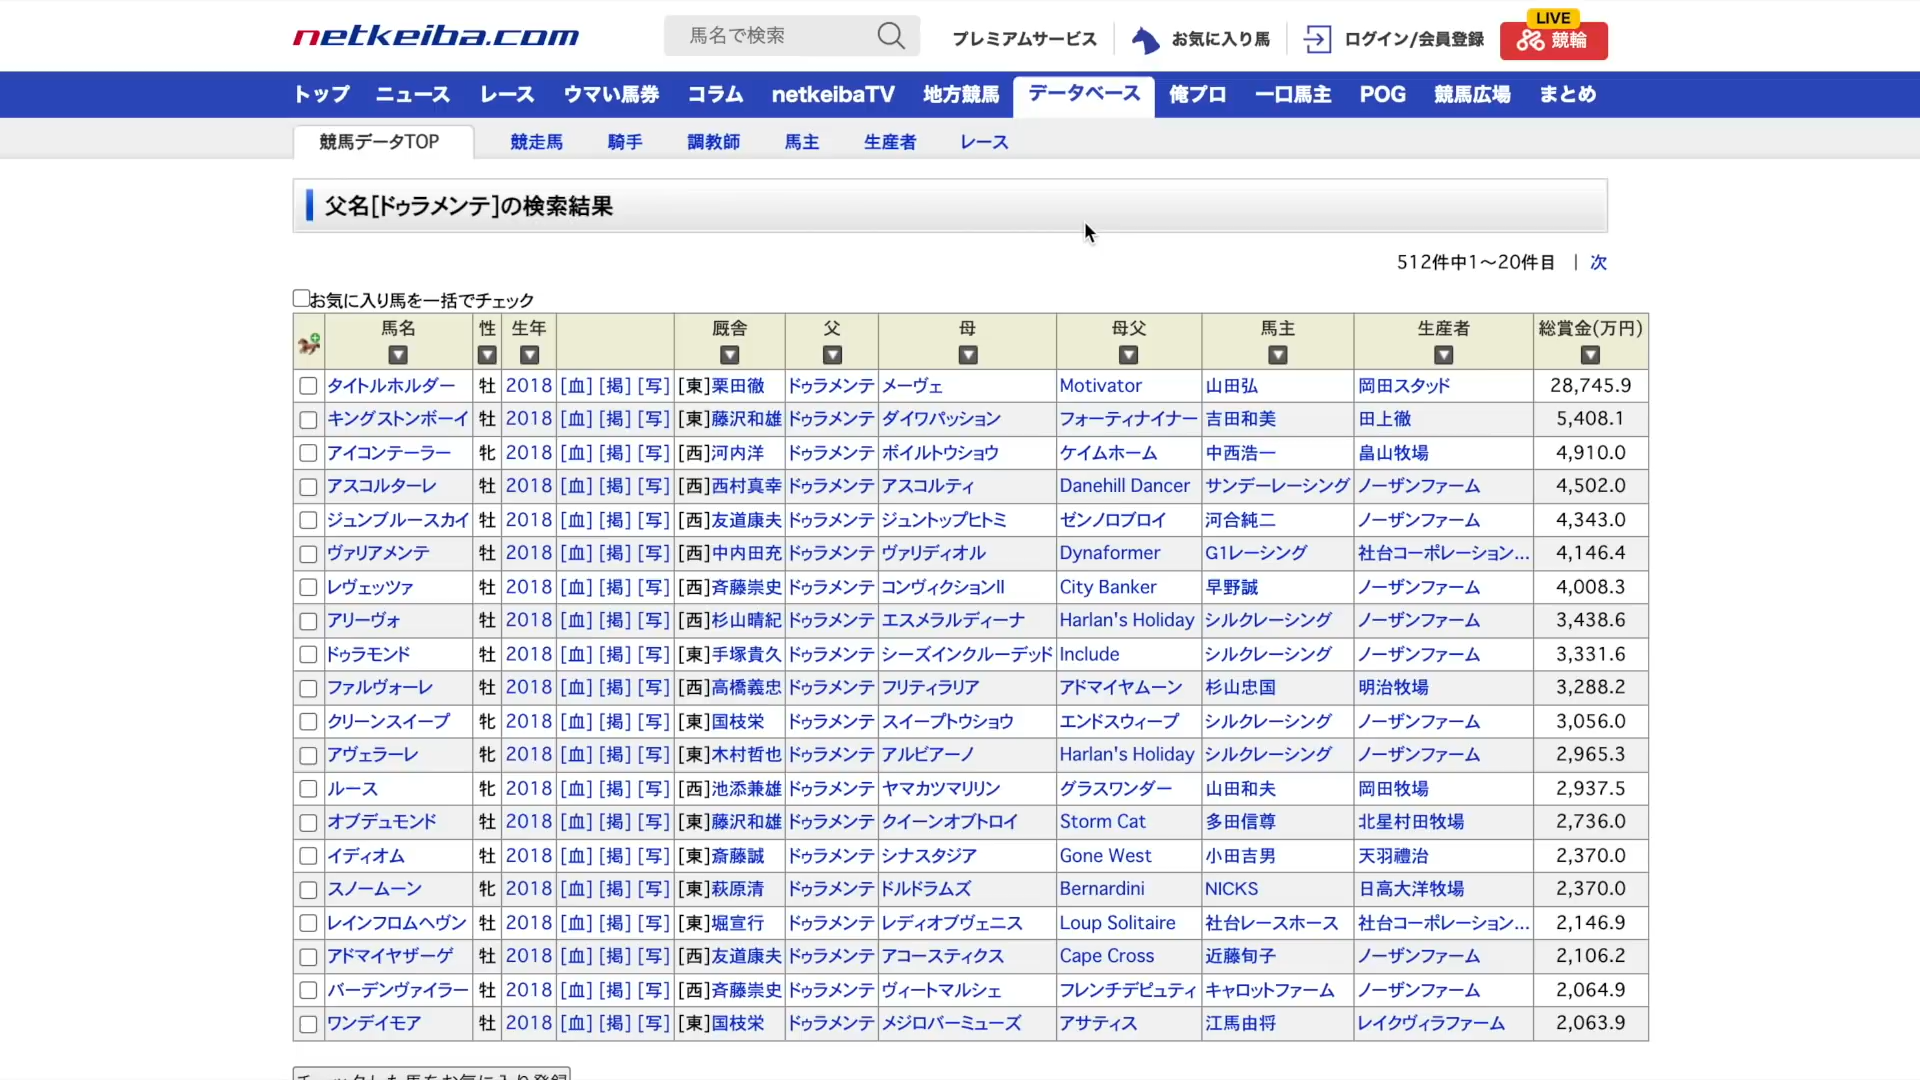 netkeiba.com 馬名で検索 プレミアムサービス お気に入り馬 ログイン/会員登録 LIVE 競輪
トップ ニュース レース ウマい馬券 コラム netkeibaTV 地方競馬 データベース 俺プロ 一口馬主 POG 競馬広場 まとめ
競馬データTOP 競走馬 騎手 調教師 馬主 生産者 レース
父名[ドゥラメンテ]の検索結果
512件中1～20件目 | 次
お気に入り馬を一括でチェック
馬名 性 生年 厩舎 父 母 母父 馬主 生産者 総賞金(万円)
タイトルホルダー 牡 2018 [血] [掲] [写] [東]栗田徹 ドゥラメンテ メーヴェ Motivator 山田弘 岡田スタッド 28,745.9
キングストンボーイ 牡 2018 [血] [掲] [写] [東]藤沢和雄 ドゥラメンテ ダイワパッション フォーティナイナー 吉田和美 田上徹 5,408.1
アイコンテーラー 牝 2018 [血] [掲] [写] [西]河内洋 ドゥラメンテ ボイルトウショウ ケイムホーム 中西浩一 畠山牧場 4,910.0
アスコルターレ 牡 2018 [血] [掲] [写] [西]西村真幸 ドゥラメンテ アスコルティ Danehill Dancer サンデーレーシング ノーザンファーム 4,502.0
ジュンブルースカイ 牡 2018 [血] [掲] [写] [西]友道康夫 ドゥラメンテ ジュントップヒトミ ゼンノロブロイ 河合純二 ノーザンファーム 4,343.0
ヴァリアメンテ 牡 2018 [血] [掲] [写] [西]中内田充 ドゥラメンテ ヴァリディオル Dynaformer G1レーシング 社台コーポレーション... 4,146.4
レヴェッツァ 牡 2018 [血] [掲] [写] [西]斉藤崇史 ドゥラメンテ コンヴィクションII City Banker 早野誠 ノーザンファーム 4,008.3
アリーヴォ 牡 2018 [血] [掲] [写] [西]杉山晴紀 ドゥラメンテ エスメラルディーナ Harlan's Holiday シルクレーシング ノーザンファーム 3,438.6
ドゥラモンド 牡 2018 [血] [掲] [写] [東]手塚貴久 ドゥラメンテ シーズインクルーデッド Include シルクレーシング ノーザンファーム 3,331.6
ファルヴォーレ 牡 2018 [血] [掲] [写] [西]高橋義忠 ドゥラメンテ フリティラリア アドマイヤムーン 杉山忠国 明治牧場 3,288.2
クリーンスイープ 牝 2018 [血] [掲] [写] [東]国枝栄 ドゥラメンテ スイープトウショウ エンドスウィープ シルクレーシング ノーザンファーム 3,056.0
アヴェラーレ 牝 2018 [血] [掲] [写] [東]木村哲也 ドゥラメンテ アルビアーノ Harlan's Holiday シルクレーシング ノーザンファーム 2,965.3
ルース 牝 2018 [血] [掲] [写] [西]池添兼雄 ドゥラメンテ ヤマカツマリリン グラスワンダー 山田和夫 岡田牧場 2,937.5
オブデュモンド 牡 2018 [血] [掲] [写] [東]藤沢和雄 ドゥラメンテ クイーンオブトロイ Storm Cat 多田信尊 北星村田牧場 2,736.0
イディオム 牡 2018 [血] [掲] [写] [東]斎藤誠 ドゥラメンテ シナスタジア Gone West 小田吉男 天羽禮治 2,370.0
スノームーン 牝 2018 [血] [掲] [写] [東]萩原清 ドゥラメンテ ドルドラムズ Bernardini NICKS 日高大洋牧場 2,370.0
レインフロムヘヴン 牡 2018 [血] [掲] [写] [東]堀宣行 ドゥラメンテ レディオブヴェニス Loup Solitaire 社台レースホース 社台コーポレーション... 2,146.9
アドマイヤザーゲ 牡 2018 [血] [掲] [写] [西]友道康夫 ドゥラメンテ アコースティクス Cape Cross 近藤旬子 ノーザンファーム 2,106.2
バーデンヴァイラー 牡 2018 [血] [掲] [写] [西]斉藤崇史 ドゥラメンテ ヴィートマルシェ フレンチデピュティ キャロットファーム ノーザンファーム 2,064.9
ワンデイモア 牡 2018 [血] [掲] [写] [東]国枝栄 ドゥラメンテ メジロバーミューズ アサティス 江馬由将 レイクヴィラファーム 2,063.9
チェックした馬をお気に入り登録